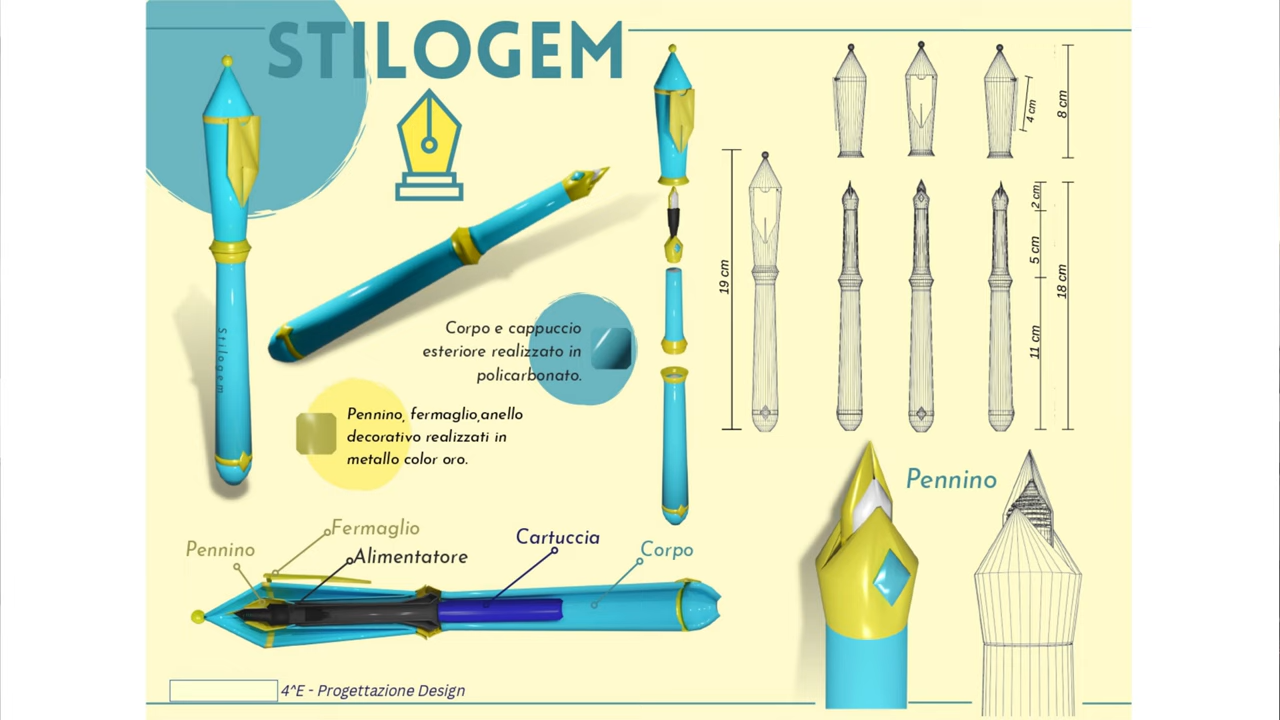 STILOGEM
Stilogem
Corpo e cappuccio
esteriore realizzato in
policarbonato.
Pennino, fermaglio,anello
decorativo realizzati in
metallo color oro.
4 cm
8 cm
19 cm
2 cm
5 cm
11 cm
18 cm
Pennino
Fermaglio
Pennino
Alimentatore
Cartuccia
Corpo
4^E - Progettazione Design